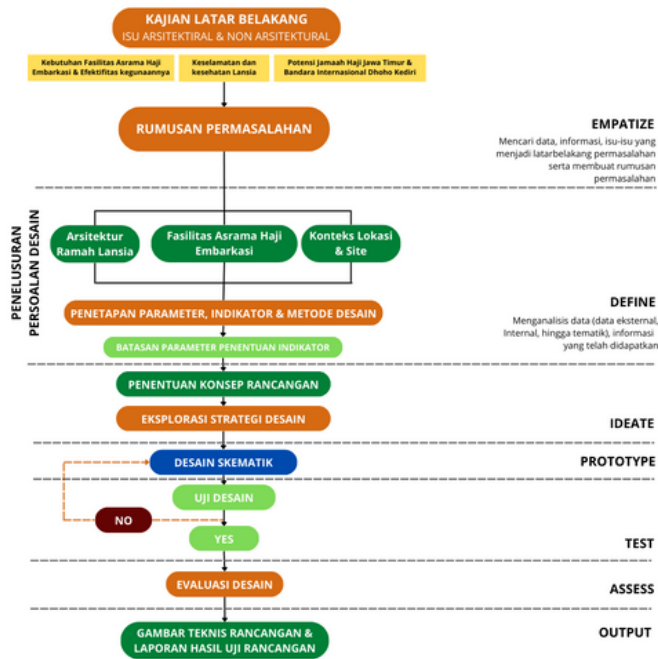 KAJIAN LATAR BELAKANG
ISU ARSITEKTIRAL & NON ARSITEKTURAL
Kebutuhan Fasilitas Asrama Haji
Embarkasi & Efektifitas kegunaannya
Keselamatan dan
kesehatan Lansia
Potensi Jamaah Haji Jawa Timur &
Bandara Internasional Dhoho Kediri
RUMUSAN PERMASALAHAN
EMPATIZE
Mencari data, informasi, isu-isu yang
menjadi latarbelakang permasalahan
serta membuat rumusan
permasalahan
PENELUSURAN
PERSOALAN DESAIN
Arsitektur
Ramah Lansia
Fasilitas Asrama Haji
Embarkasi
Konteks Lokasi
& Site
PENETAPAN PARAMETER, INDIKATOR & METODE DESAIN
BATASAN PARAMETER PENENTUAN INDIKATOR
DEFINE
Menganalisis data (data eksternal,
Internal, hingga tematik), informasi
yang telah didapatkan
PENENTUAN KONSEP RANCANGAN
EKSPLORASI STRATEGI DESAIN
IDEATE
DESAIN SKEMATIK
PROTOTYPE
UJI DESAIN
NO
YES
TEST
EVALUASI DESAIN
ASSESS
GAMBAR TEKNIS RANCANGAN &
LAPORAN HASIL UJI RANCANGAN
OUTPUT